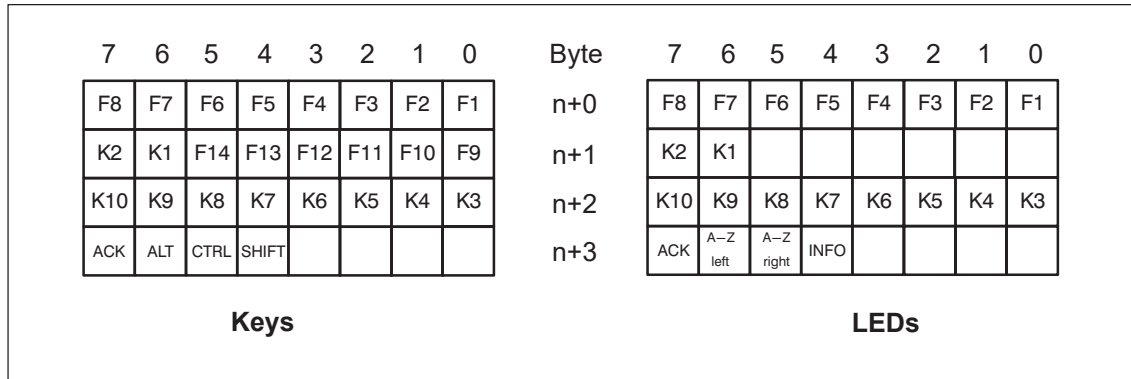 7 6 5 4 3 2 1 0 Byte 7 6 5 4 3 2 1 0
F8 F7 F6 F5 F4 F3 F2 F1 n+0 F8 F7 F6 F5 F4 F3 F2 F1
K2 K1 F14 F13 F12 F11 F10 F9 n+1 K2 K1
K10 K9 K8 K7 K6 K5 K4 K3 n+2 K10 K9 K8 K7 K6 K5 K4 K3
ACK ALT CTRL SHIFT n+3 ACK A–Z left A–Z right INFO
Keys LEDs